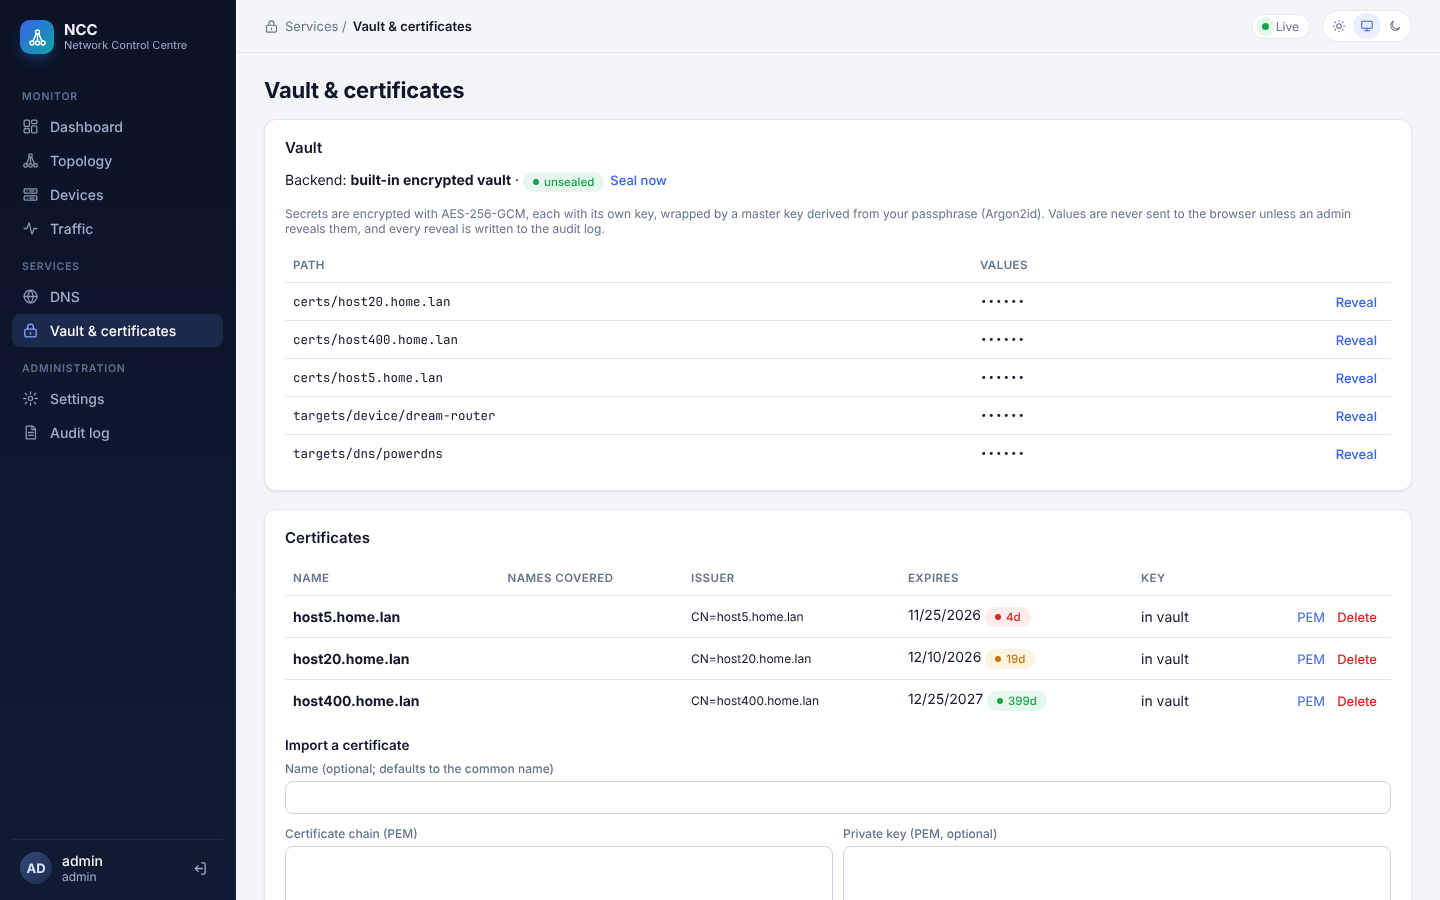 NCC
Network Control Centre
MONITOR
Dashboard
Topology
Devices
Traffic
SERVICES
DNS
Vault & certificates
ADMINISTRATION
Settings
Audit log
AD
admin
admin
Services / Vault & certificates
Live
Vault & certificates
Vault
Backend: built-in encrypted vault · unsealed Seal now
Secrets are encrypted with AES-256-GCM, each with its own key, wrapped by a master key derived from your passphrase (Argon2id). Values are never sent to the browser unless an admin
reveals them, and every reveal is written to the audit log.
PATH VALUES
certs/host20.home.lan •••••• Reveal
certs/host400.home.lan •••••• Reveal
certs/host5.home.lan •••••• Reveal
targets/device/dream-router •••••• Reveal
targets/dns/powerdns •••••• Reveal
Certificates
NAME NAMES COVERED ISSUER EXPIRES KEY
host5.home.lan CN=host5.home.lan 11/25/2026 4d in vault PEM Delete
host20.home.lan CN=host20.home.lan 12/10/2026 19d in vault PEM Delete
host400.home.lan CN=host400.home.lan 12/25/2027 399d in vault PEM Delete
Import a certificate
Name (optional; defaults to the common name)
Certificate chain (PEM) Private key (PEM, optional)